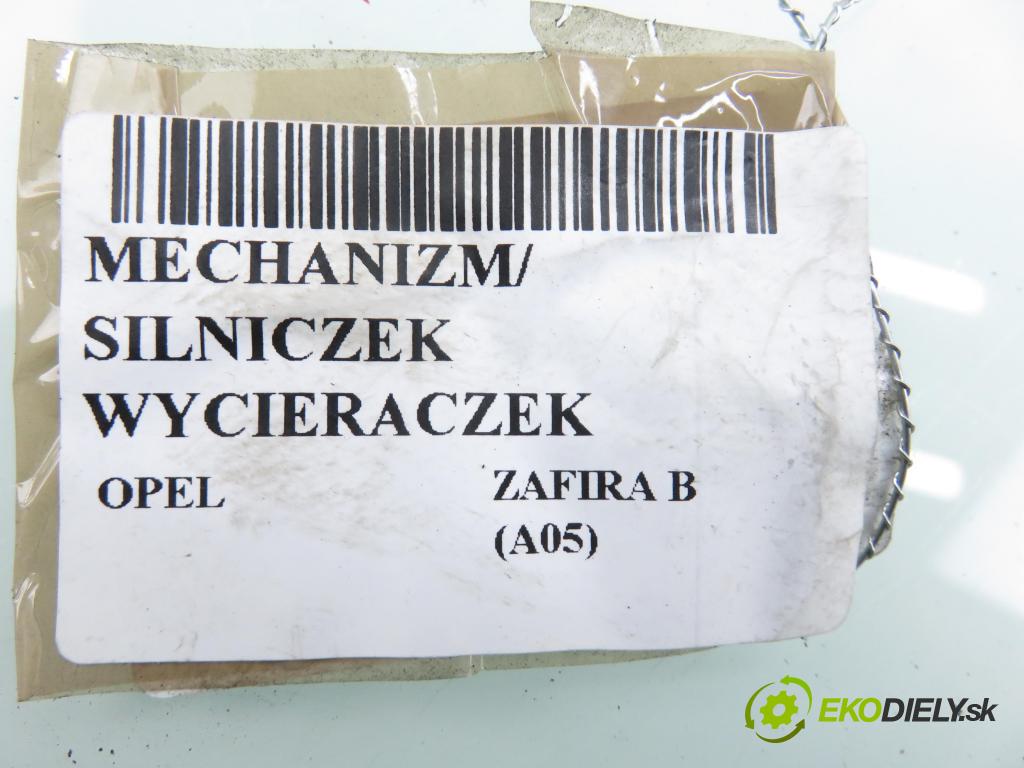 MECHANIZM/
SILNICZEK
WYCIERACZEK
OPEL
ZAFIRA B
(A05)
EKODIELY.sk